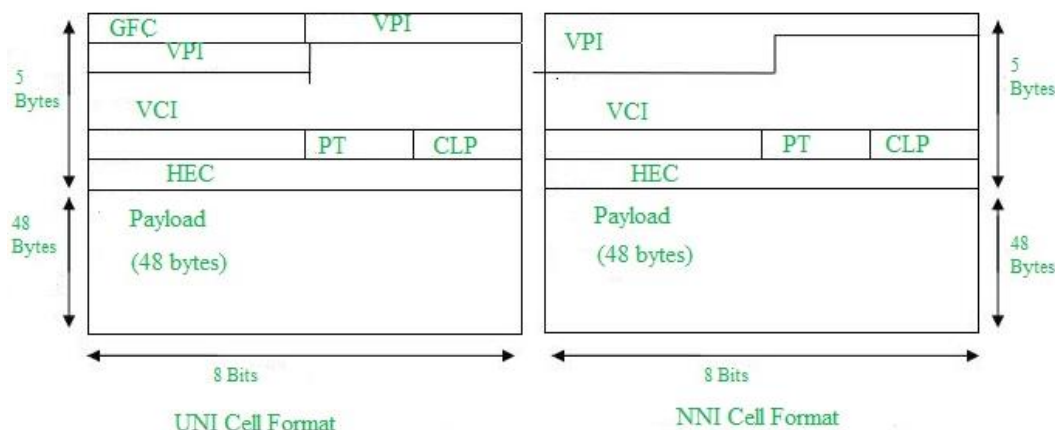 GFC VPI
VPI
5
Bytes
VCI
PT CLP
HEC
48
Bytes
Payload
(48 bytes)
8 Bits
UNI Cell Format
VPI
5
Bytes
VCI
PT CLP
HEC
Payload
(48 bytes)
48
Bytes
8 Bits
NNI Cell Format